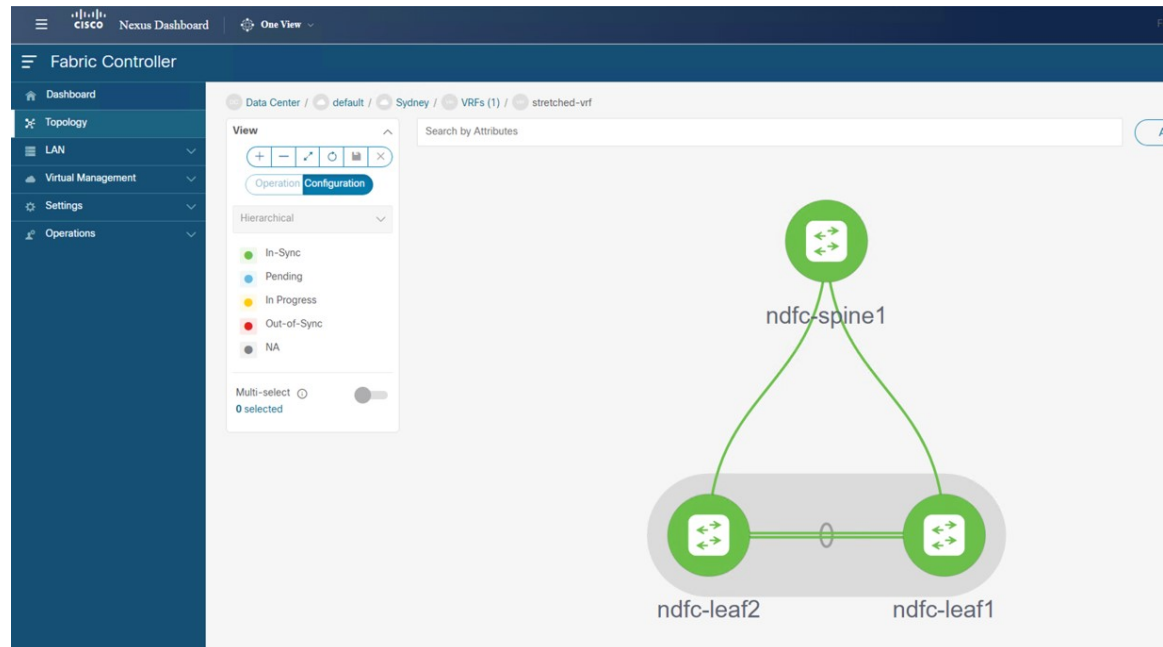 CISCO Nexus Dashboard One View
Fabric Controller
Dashboard
Topology
LAN
Virtual Management
Settings
Operations
Data Center / default / Sydney / VRFs (1) / stretched-vrf
View
Search by Attributes
Operation Configuration
Hierarchical
In-Sync
Pending
In Progress
Out-of-Sync
NA
Multi-select
0 selected
ndfc-spine1
ndfc-leaf2 ndfc-leaf1